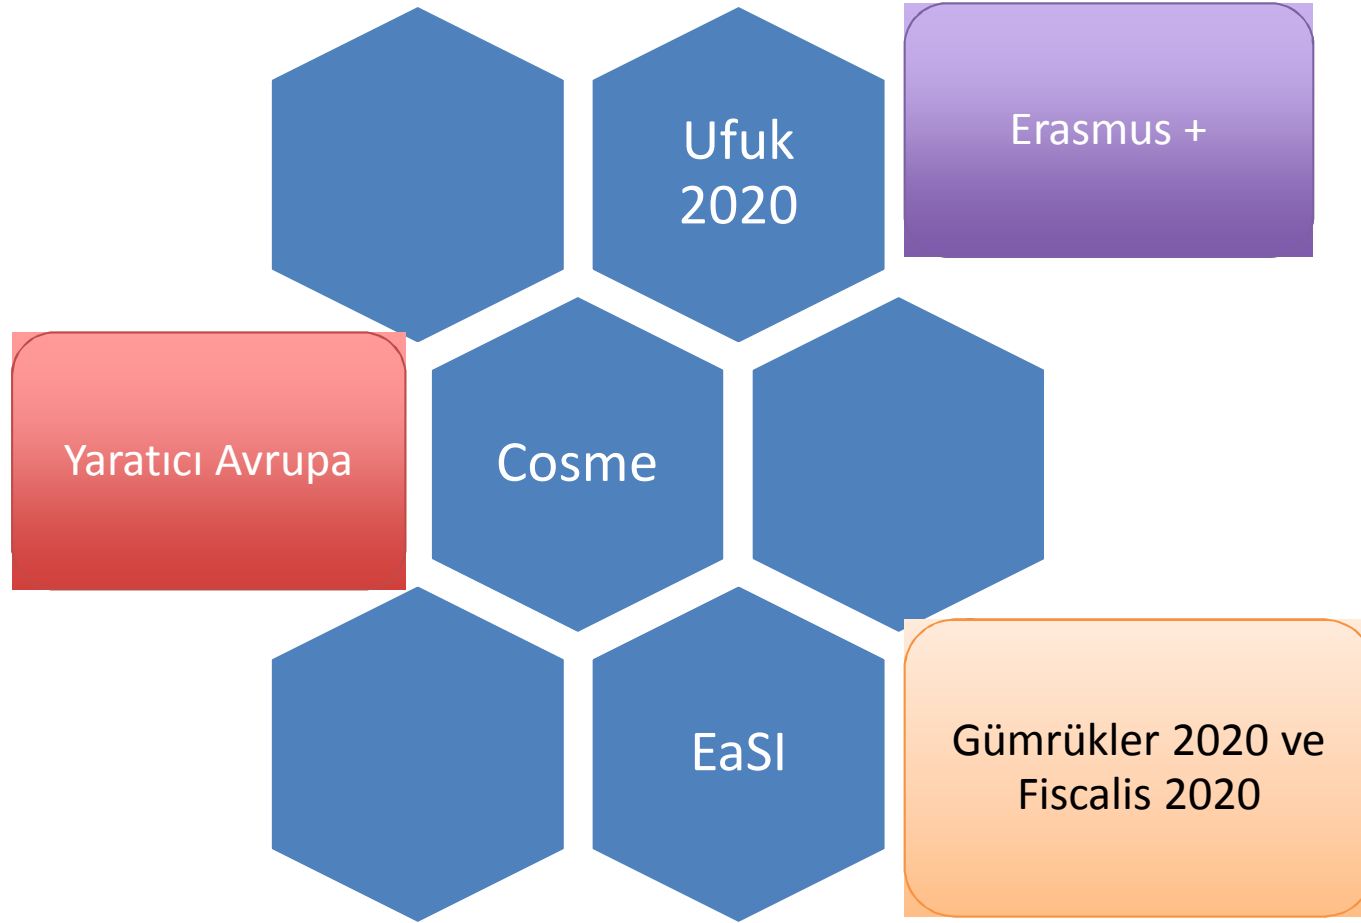 Ufuk
2020
Erasmus +
Yaratıcı Avrupa
Cosme
EaSI
Gümrükler 2020 ve
Fiscalis 2020